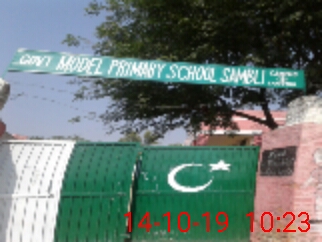 GOVT MODEL PRIMARY SCHOOL SAMBLI
14-10-19 10:23